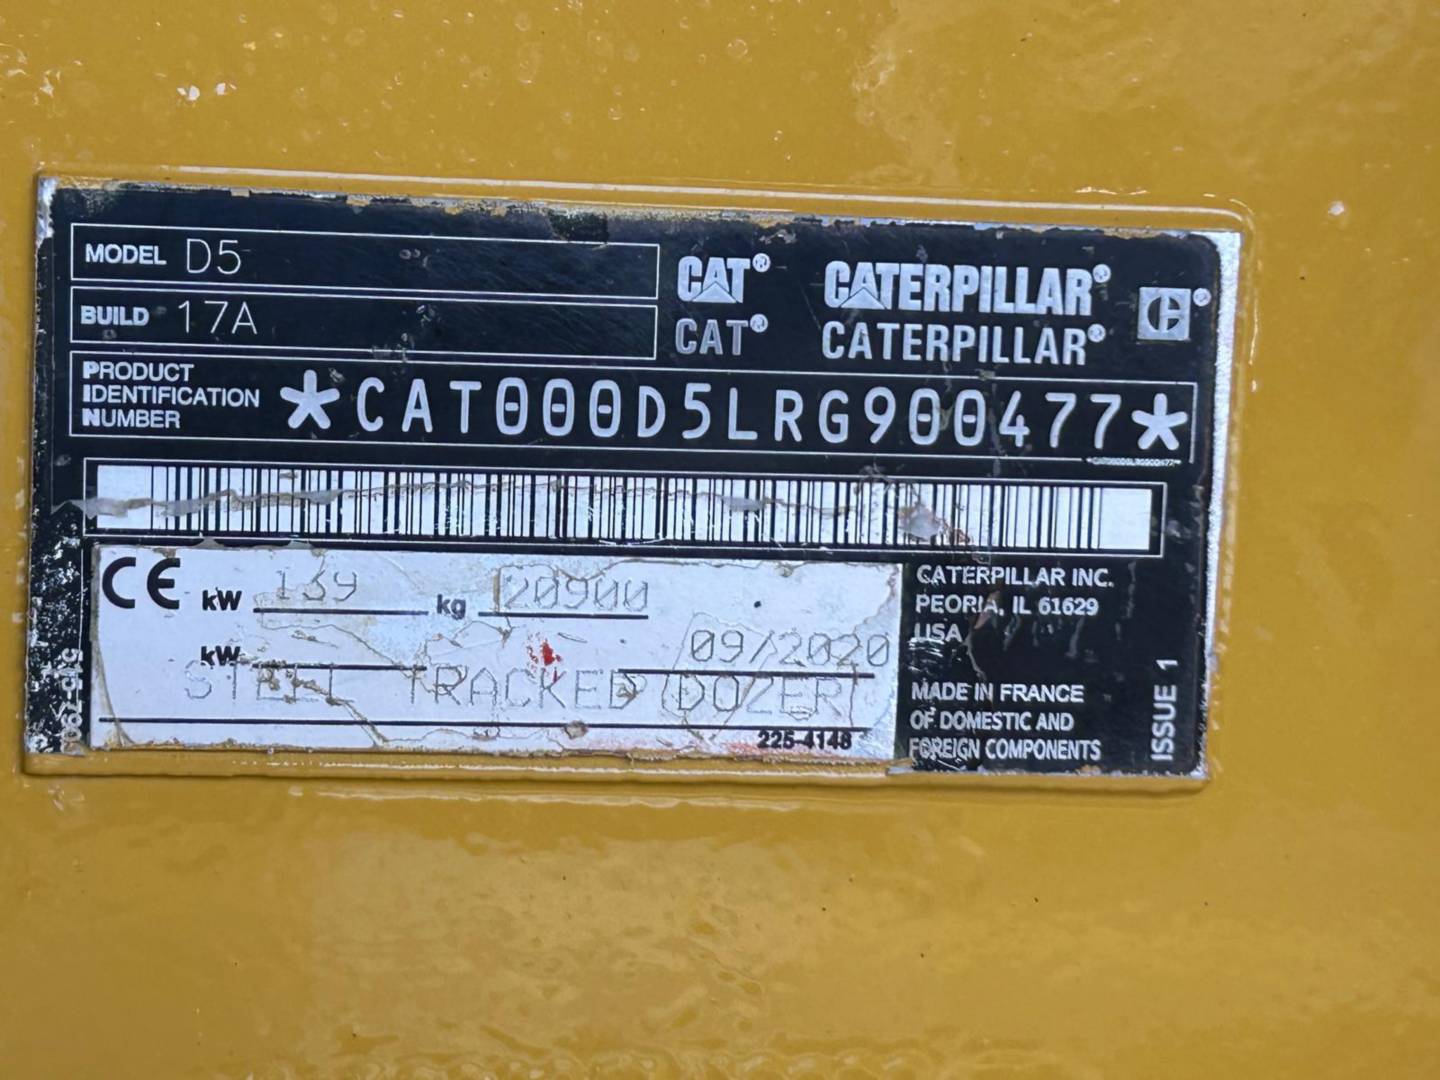 MODEL D5
BUILD 17A
CAT® CATERPILLAR®
CAT® CATERPILLAR®
PRODUCT
IDENTIFICATION
NUMBER
*CAT000D5LRG900477*
*CAT000D5LRG900477*
CE kW 139 kg 20900
kW 09/2020
STEEL TRACKED DOZER
225-4148
CATERPILLAR INC.
PEORIA, IL 61629
USA
MADE IN FRANCE
OF DOMESTIC AND
FOREIGN COMPONENTS
ISSUE 1